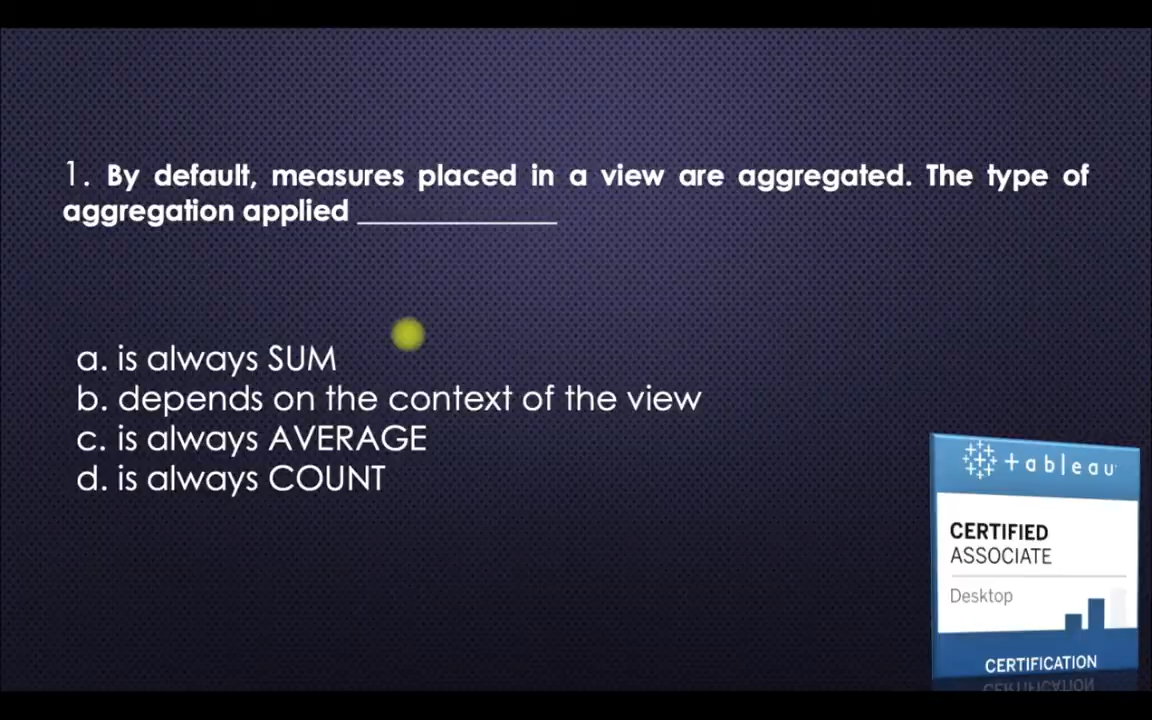 1. By default, measures placed in a view are aggregated. The type of
aggregation applied ______________
a. is always SUM
b. depends on the context of the view
c. is always AVERAGE
d. is always COUNT
+ableau
CERTIFIED
ASSOCIATE
Desktop
CERTIFICATION